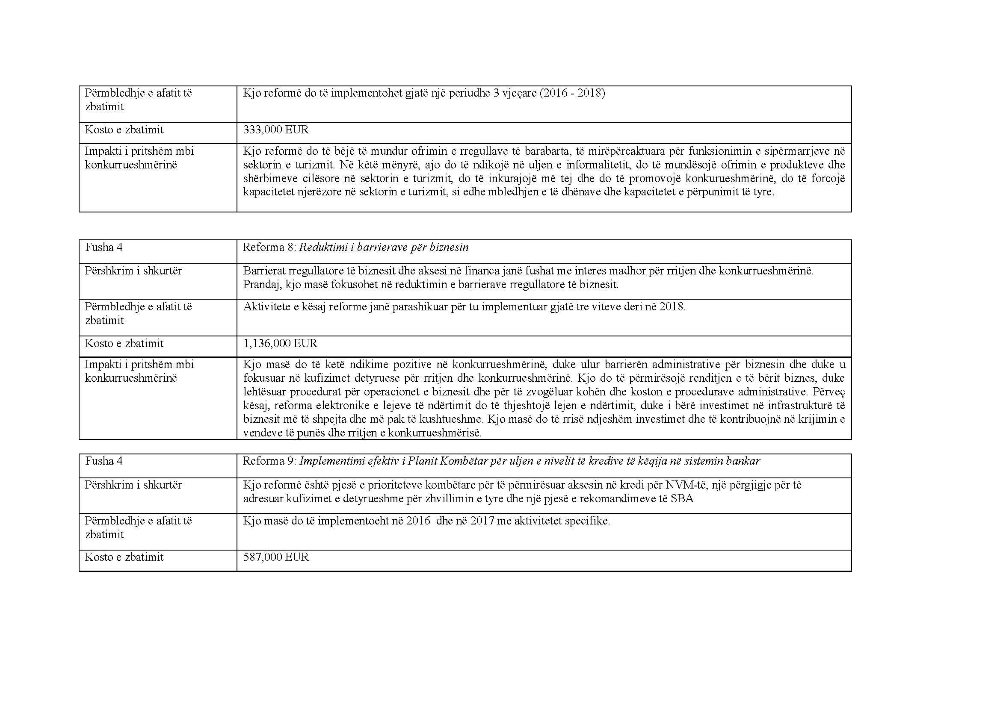 Përmbledhje e afatit të
zbatimit
Kjo reformë do të implementohet gjatë një periudhe 3 vjeçare (2016 - 2018)
Kosto e zbatimit
333,000 EUR
Impakti i pritshëm mbi
konkurrueshmërinë
Kjo reformë do të bëjë të mundur ofrimin e rregullave të barabarta, të mirëpërcaktuara për funksionimin e sipërmarrjeve në
sektorin e turizmit. Në këtë mënyrë, ajo do të ndikojë në uljen e informalitetit, do të mundësojë ofrimin e produkteve dhe
shërbimeve cilësore në sektorin e turizmit, do të inkurajojë më tej dhe do të promovojë konkurueshmërinë, do të forcojë
kapacitetet njerëzore në sektorin e turizmit, si edhe mbledhjen e të dhënave dhe kapacitetet e përpunimit të tyre.
Fusha 4
Reforma 8: Reduktimi i barrierave për biznesin
Përshkrim i shkurtër
Barrierat rregullatore të biznesit dhe aksesi në financa janë fushat me interes madhor për rritjen dhe konkurrueshmërinë.
Prandaj, kjo masë fokusohet në reduktimin e barrierave rregullatore të biznesit.
Përmbledhje e afatit të
zbatimit
Aktivitete e kësaj reforme janë parashikuar për tu implementuar gjatë tre viteve deri në 2018.
Kosto e zbatimit
1,136,000 EUR
Impakti i pritshëm mbi
konkurrueshmërinë
Kjo masë do të ketë ndikime pozitive në konkurrueshmërinë, duke ulur barrierën administrative për biznesin dhe duke u
fokusuar në kufizimet detyruese për rritjen dhe konkurrueshmërinë. Kjo do të përmirësojë renditjen e të bërit biznes, duke
lehtësuar procedurat për operacionet e biznesit dhe për të zvogëluar kohën dhe koston e procedurave administrative. Përveç
kësaj, reforma elektronike e lejeve të ndërtimit do të thjeshtojë lejen e ndërtimit, duke i bërë investimet në infrastrukturë të
biznesit më të shpejta dhe më pak të kushtueshme. Kjo masë do të rrisë ndjeshëm investimet dhe të kontribuojnë në krijimin e
vendeve të punës dhe rritjen e konkurrueshmërisë.
Fusha 4
Reforma 9: Implementimi efektiv i Planit Kombëtar për uljen e nivelit të kredive të këqija në sistemin bankar
Përshkrim i shkurtër
Kjo reformë është pjesë e prioriteteve kombëtare për të përmirësuar aksesin në kredi për NVM-të, një përgjigje për të
adresuar kufizimet e detyrueshme për zhvillimin e tyre dhe një pjesë e rekomandimeve të SBA
Përmbledhje e afatit të
zbatimit
Kjo masë do të implementoeht në 2016  dhe në 2017 me aktivitetet specifike.
Kosto e zbatimit
587,000 EUR